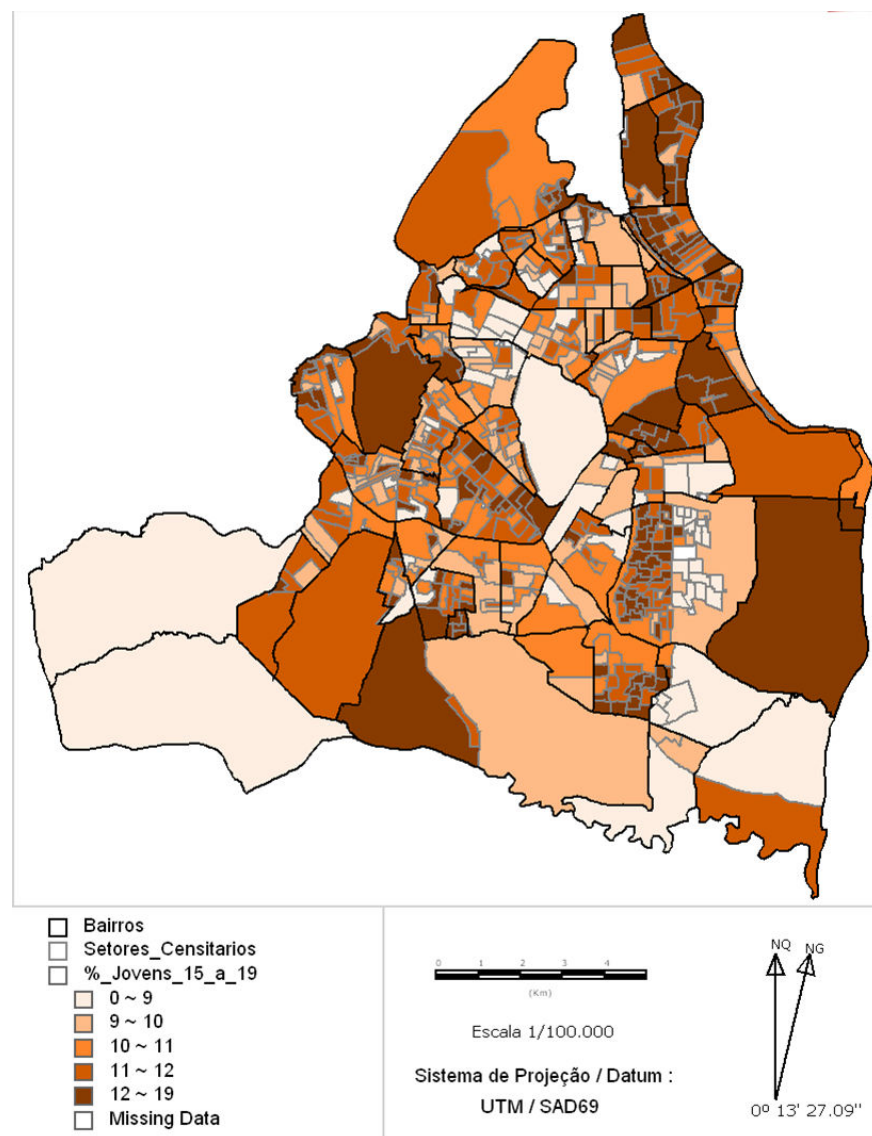 Bairros
Setores_Censitarios
%_Jovens_15_a_19
0 ~ 9
9 ~ 10
10 ~ 11
11 ~ 12
12 ~ 19
Missing Data
0 1 2 3 4
(Km)
Escala 1/100.000
Sistema de Projeção / Datum :
UTM / SAD69
NQ NG
0º 13' 27.09"